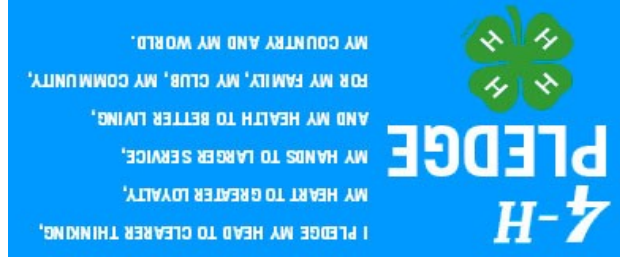 4-H
PLEDGE
H H
H H
I PLEDGE MY HEAD TO CLEARER THINKING,
MY HEART TO GREATER LOYALTY,
MY HANDS TO LARGER SERVICE,
AND MY HEALTH TO BETTER LIVING,
FOR MY FAMILY, MY CLUB, MY COMMUNITY,
MY COUNTRY AND MY WORLD.